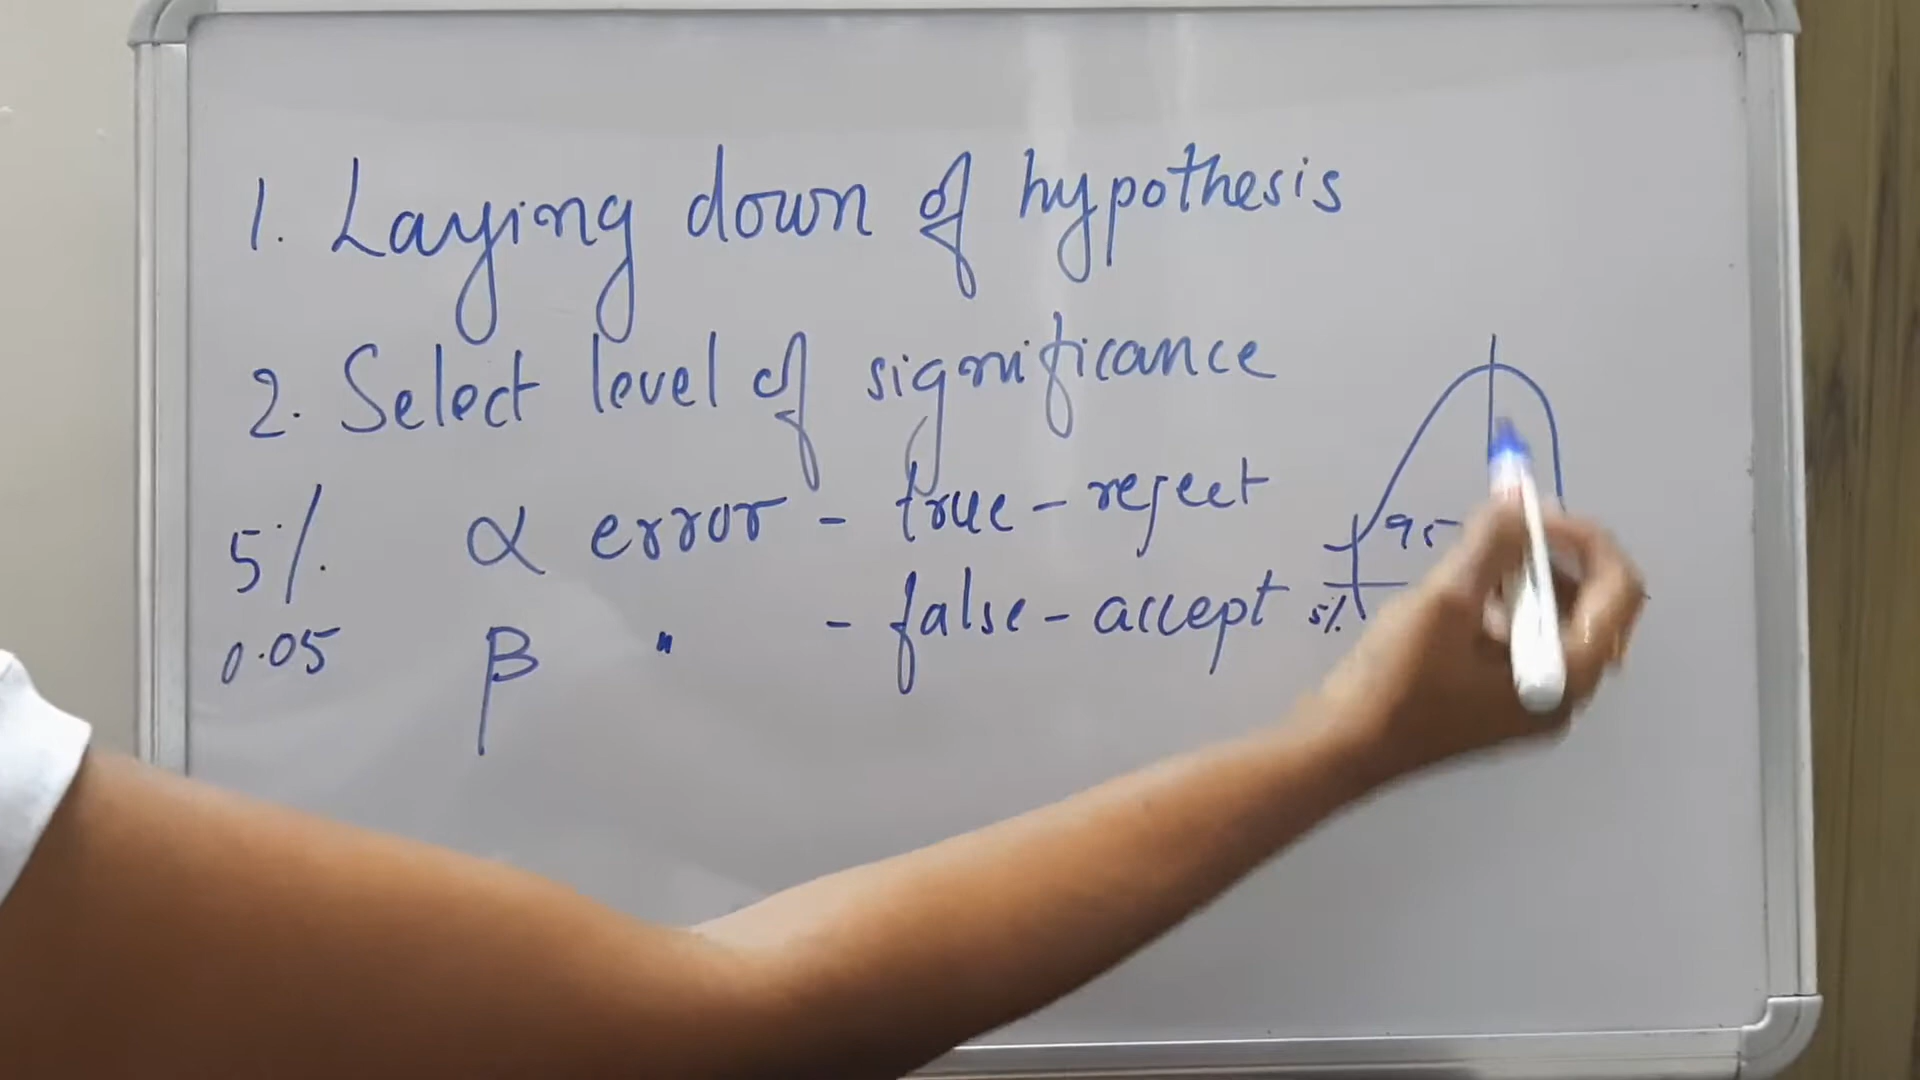 1. Laying down of hypothesis
2. Select level of significance
5% α error - true - reject
0.05 β " - false - accept
95
5%